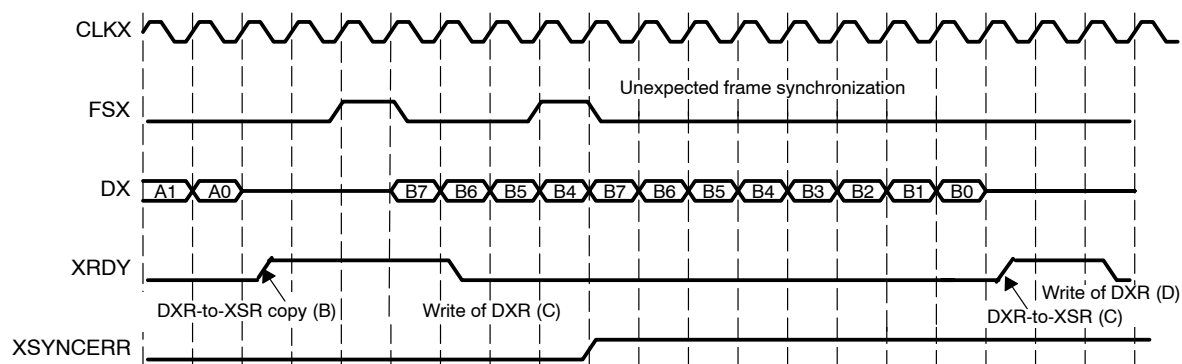 CLKX
Unexpected frame synchronization
FSX
DX A1 A0 B7 B6 B5 B4 B7 B6 B5 B4 B3 B2 B1 B0
XRDY
DXR-to-XSR copy (B)
Write of DXR (C)
Write of DXR (D)
DXR-to-XSR (C)
XSYNCERR